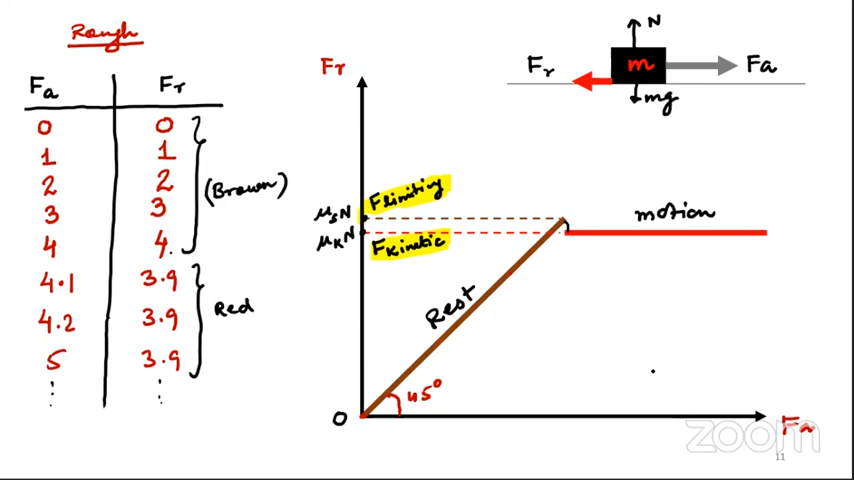 Rough
Fa Fr
0 0
1 1
2 2
3 3
4 4.
(Brown)
4.1 3.9
4.2 3.9
5 3.9
Red
Fr
μsN Flimiting
μkN Fkinetic
Rest
motion
45°
O
Fa
N
Fr m Fa
mg
zoom
11